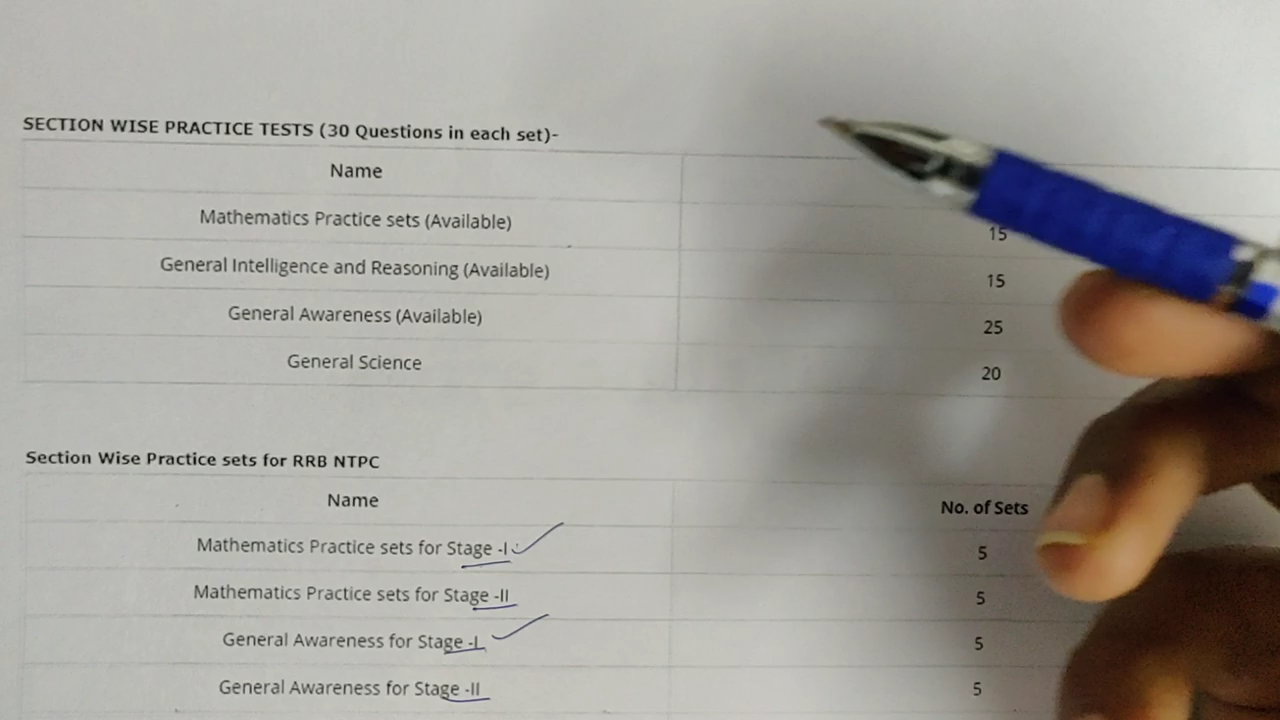 SECTION WISE PRACTICE TESTS (30 Questions in each set)-
Name
Mathematics Practice sets (Available) 15
General Intelligence and Reasoning (Available) 15
General Awareness (Available) 25
General Science 20
Section Wise Practice sets for RRB NTPC
Name No. of Sets
Mathematics Practice sets for Stage -I 5
Mathematics Practice sets for Stage -II 5
General Awareness for Stage -I 5
General Awareness for Stage -II 5